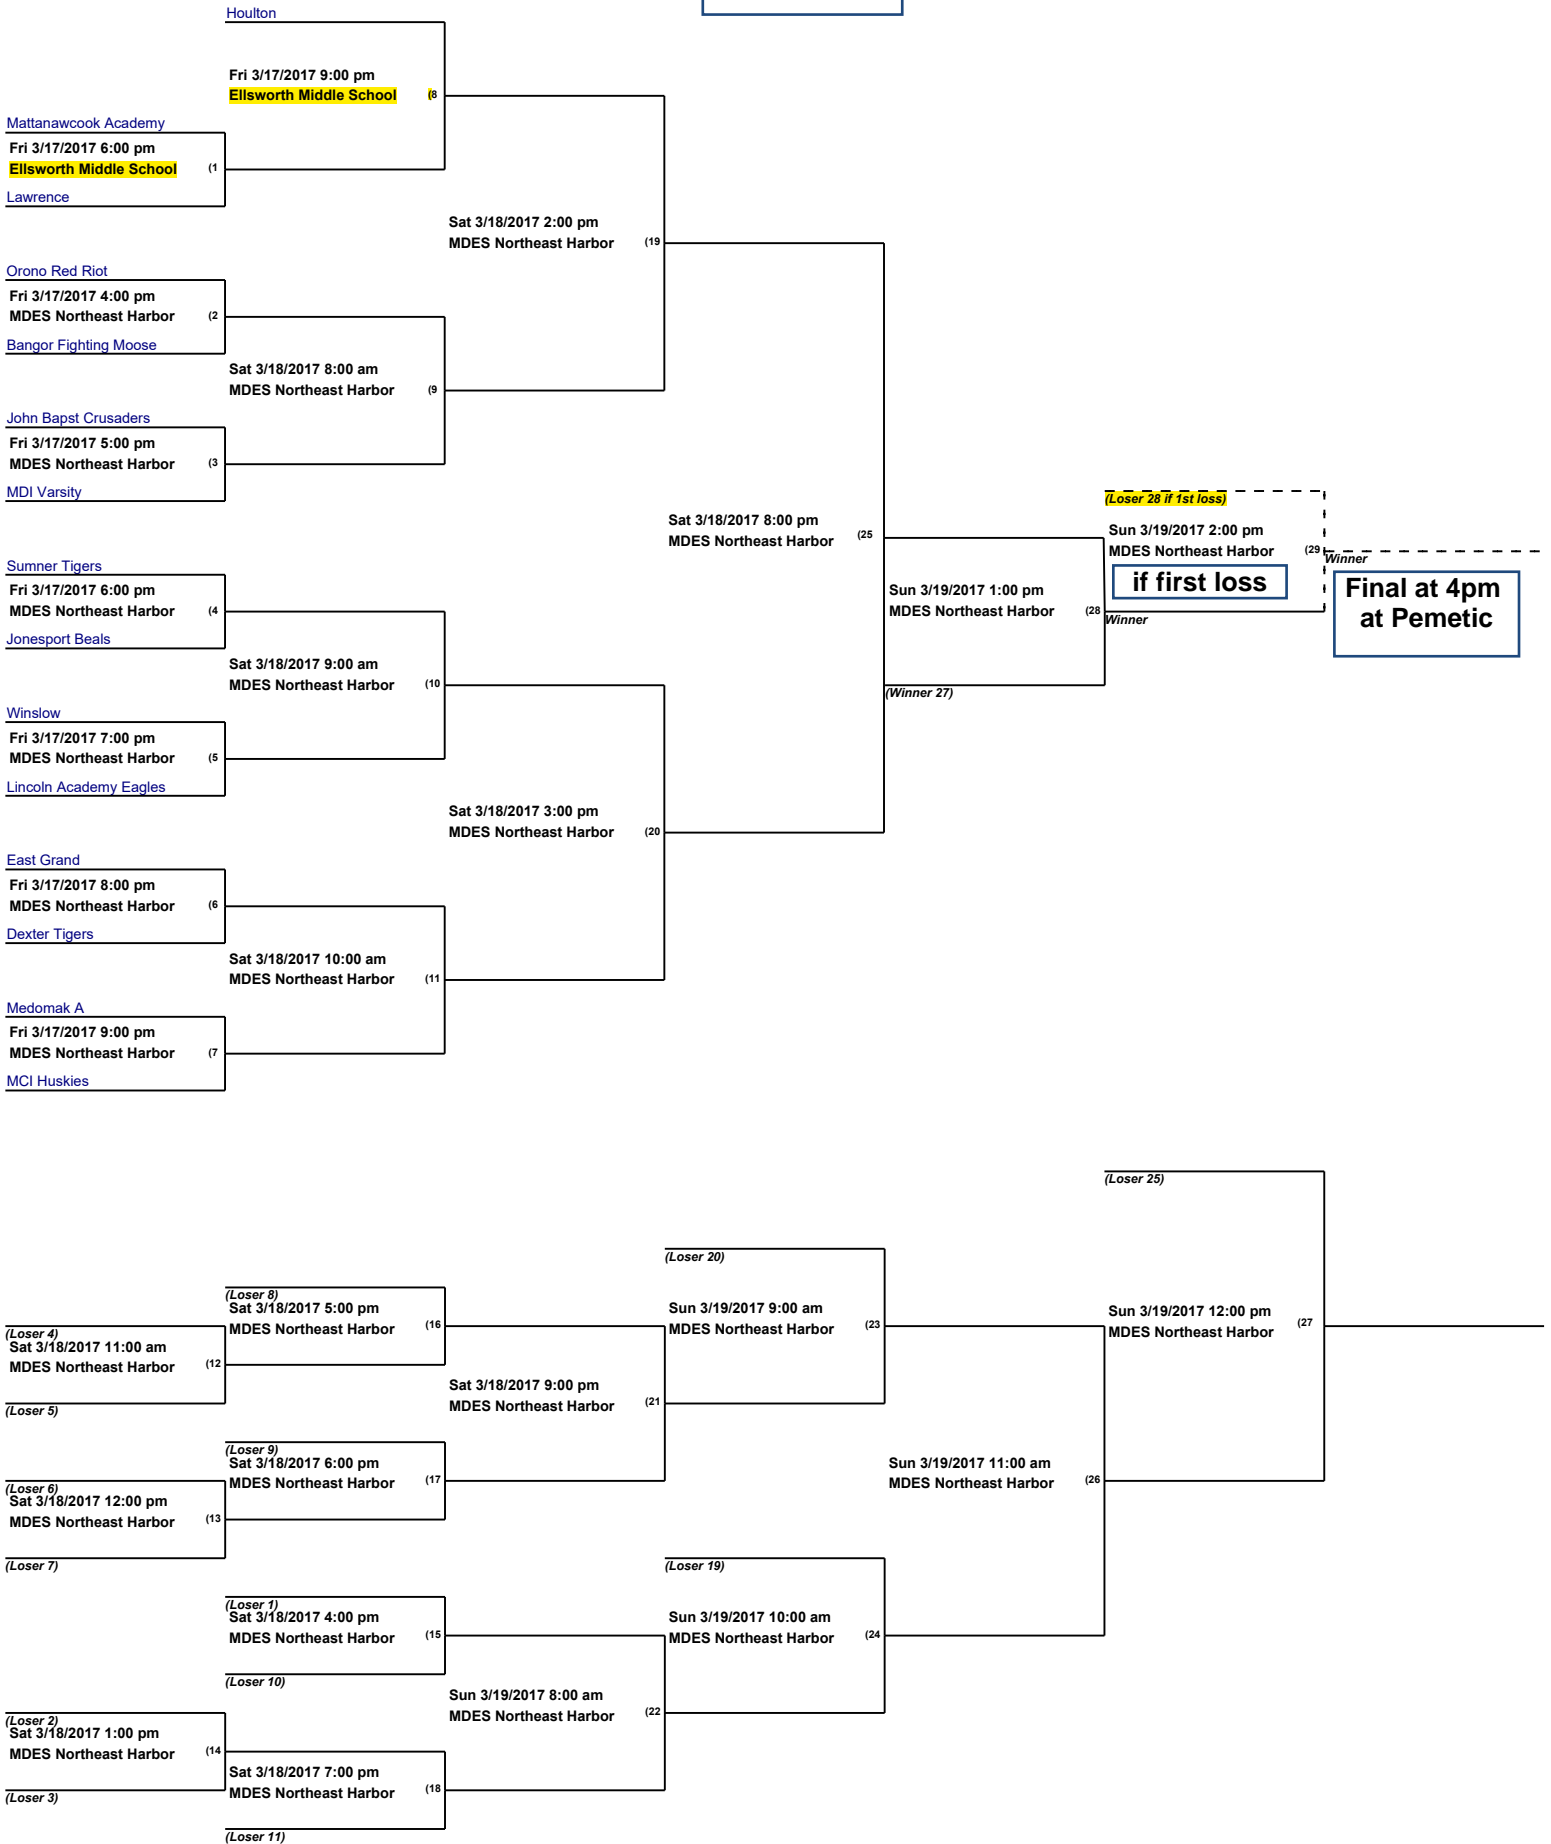 Houlton
Fri 3/17/2017 9:00 pm
Ellsworth Middle School (8
Mattanawcook Academy
Fri 3/17/2017 6:00 pm
Ellsworth Middle School (1
Lawrence
Sat 3/18/2017 2:00 pm
MDES Northeast Harbor (19
Orono Red Riot
Fri 3/17/2017 4:00 pm
MDES Northeast Harbor (2
Bangor Fighting Moose
Sat 3/18/2017 8:00 am
MDES Northeast Harbor (9
John Bapst Crusaders
Fri 3/17/2017 5:00 pm
MDES Northeast Harbor (3
MDI Varsity
(Loser 28 if 1st loss)
Sat 3/18/2017 8:00 pm
MDES Northeast Harbor (25
Sun 3/19/2017 2:00 pm
MDES Northeast Harbor (29
Winner
if first loss
Final at 4pm
at Pemetic
Sumner Tigers
Fri 3/17/2017 6:00 pm
MDES Northeast Harbor (4
Jonesport Beals
Sun 3/19/2017 1:00 pm
MDES Northeast Harbor (28
Winner
Sat 3/18/2017 9:00 am
MDES Northeast Harbor (10
(Winner 27)
Winslow
Fri 3/17/2017 7:00 pm
MDES Northeast Harbor (5
Lincoln Academy Eagles
Sat 3/18/2017 3:00 pm
MDES Northeast Harbor (20
East Grand
Fri 3/17/2017 8:00 pm
MDES Northeast Harbor (6
Dexter Tigers
Sat 3/18/2017 10:00 am
MDES Northeast Harbor (11
Medomak A
Fri 3/17/2017 9:00 pm
MDES Northeast Harbor (7
MCI Huskies
(Loser 25)
(Loser 20)
(Loser 8)
Sat 3/18/2017 5:00 pm
MDES Northeast Harbor (16
Sun 3/19/2017 9:00 am
MDES Northeast Harbor (23
Sun 3/19/2017 12:00 pm
MDES Northeast Harbor (27
(Loser 4)
Sat 3/18/2017 11:00 am
MDES Northeast Harbor (12
(Loser 5)
Sat 3/18/2017 9:00 pm
MDES Northeast Harbor (21
(Loser 9)
Sat 3/18/2017 6:00 pm
MDES Northeast Harbor (17
Sun 3/19/2017 11:00 am
MDES Northeast Harbor (26
(Loser 6)
Sat 3/18/2017 12:00 pm
MDES Northeast Harbor (13
(Loser 7)
(Loser 19)
(Loser 1)
Sat 3/18/2017 4:00 pm
MDES Northeast Harbor (15
(Loser 10)
Sun 3/19/2017 10:00 am
MDES Northeast Harbor (24
Sun 3/19/2017 8:00 am
MDES Northeast Harbor (22
(Loser 2)
Sat 3/18/2017 1:00 pm
MDES Northeast Harbor (14
(Loser 3)
Sat 3/18/2017 7:00 pm
MDES Northeast Harbor (18
(Loser 11)